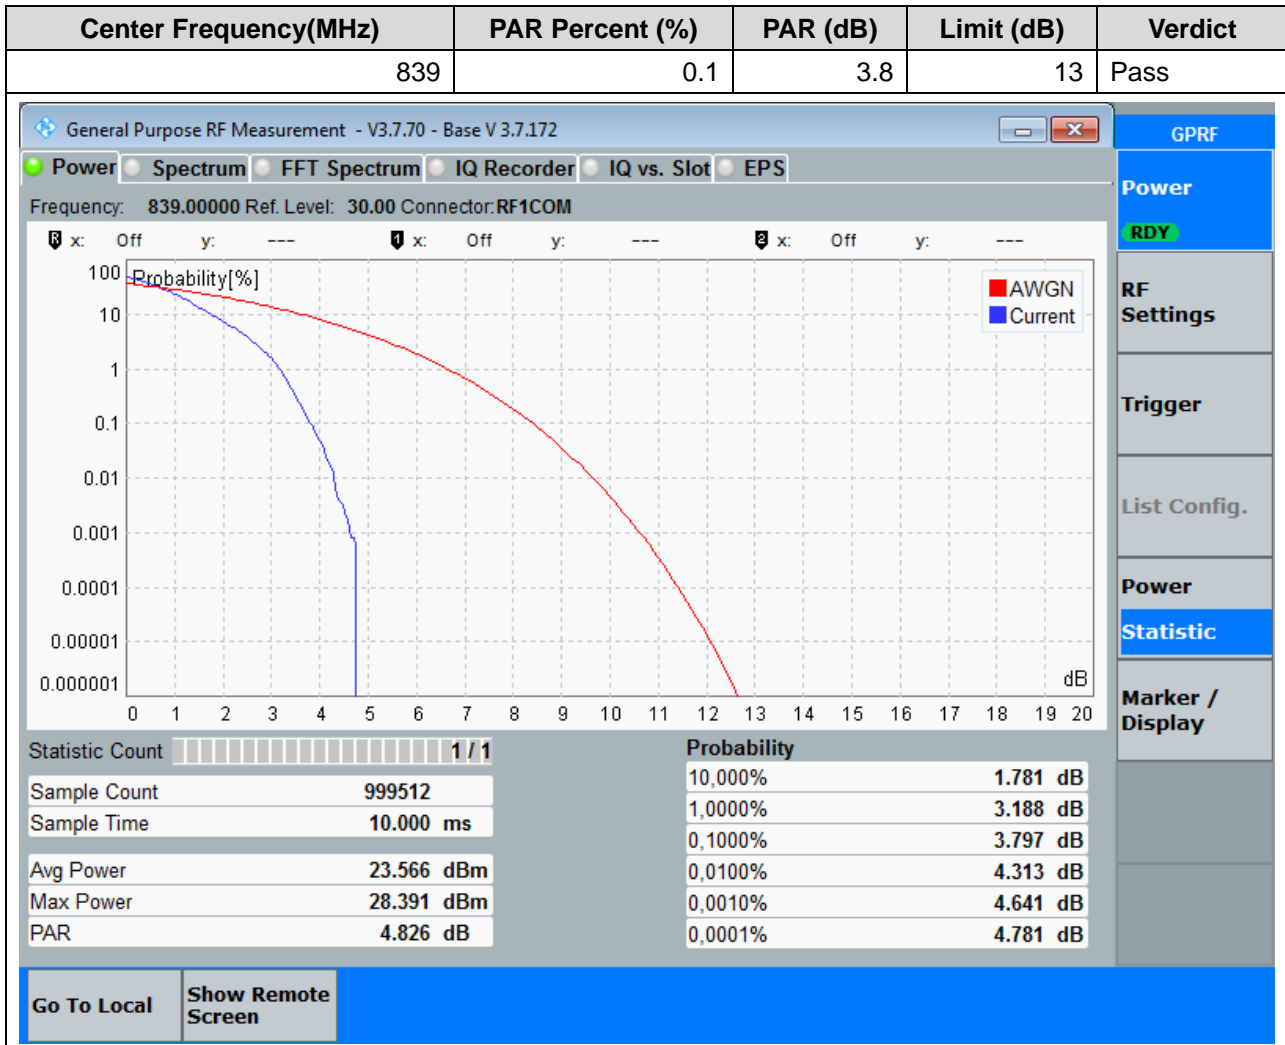 Center Frequency(MHz) PAR Percent (%) PAR (dB) Limit (dB) Verdict
839 0.1 3.8 13 Pass
General Purpose RF Measurement - V3.7.70 - Base V 3.7.172
GPRF
Power Spectrum FFT Spectrum IQ Recorder IQ vs. Slot EPS
Frequency: 839.00000 Ref. Level: 30.00 Connector: RF1COM
R x: Off y: --- 1 x: Off y: --- 2 x: Off y: ---
Probability[%]
100
10
1
0.1
0.01
0.001
0.0001
0.00001
0.000001
AWGN
Current
dB
0 1 2 3 4 5 6 7 8 9 10 11 12 13 14 15 16 17 18 19 20
Statistic Count 1 / 1
Sample Count 999512
Sample Time 10.000 ms
Avg Power 23.566 dBm
Max Power 28.391 dBm
PAR 4.826 dB
Probability
10,000% 1.781 dB
1,0000% 3.188 dB
0,1000% 3.797 dB
0,0100% 4.313 dB
0,0010% 4.641 dB
0,0001% 4.781 dB
Power
RDY
RF
Settings
Trigger
List Config.
Power
Statistic
Marker /
Display
Go To Local
Show Remote
Screen